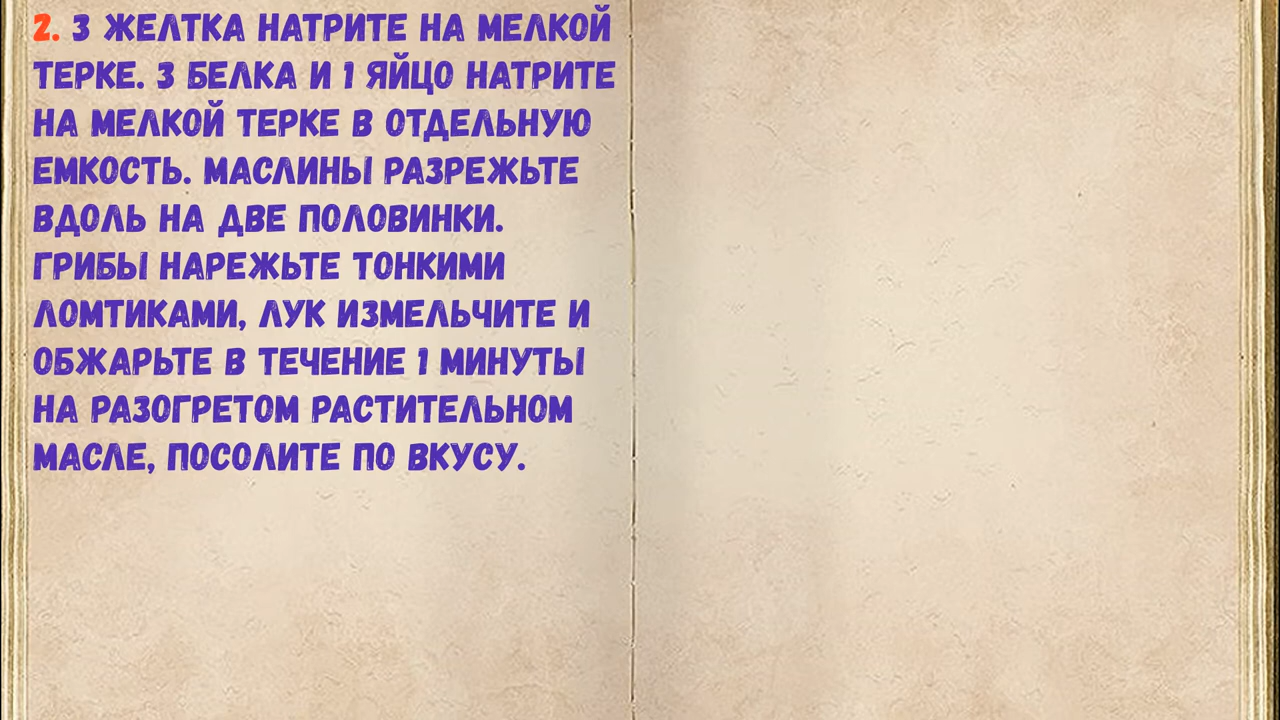 2. 3 ЖЕЛТКА НАТРИТЕ НА МЕЛКОЙ
ТЕРКЕ. 3 БЕЛКА И 1 ЯЙЦО НАТРИТЕ
НА МЕЛКОЙ ТЕРКЕ В ОТДЕЛЬНУЮ
ЕМКОСТЬ. МАСЛИНЫ РАЗРЕЖЬТЕ
ВДОЛЬ НА ДВЕ ПОЛОВИНКИ.
ГРИБЫ НАРЕЖЬТЕ ТОНКИМИ
ЛОМТИКАМИ, ЛУК ИЗМЕЛЬЧИТЕ И
ОБЖАРЬТЕ В ТЕЧЕНИЕ 1 МИНУТЫ
НА РАЗОГРЕТОМ РАСТИТЕЛЬНОМ
МАСЛЕ, ПОСОЛИТЕ ПО ВКУСУ.